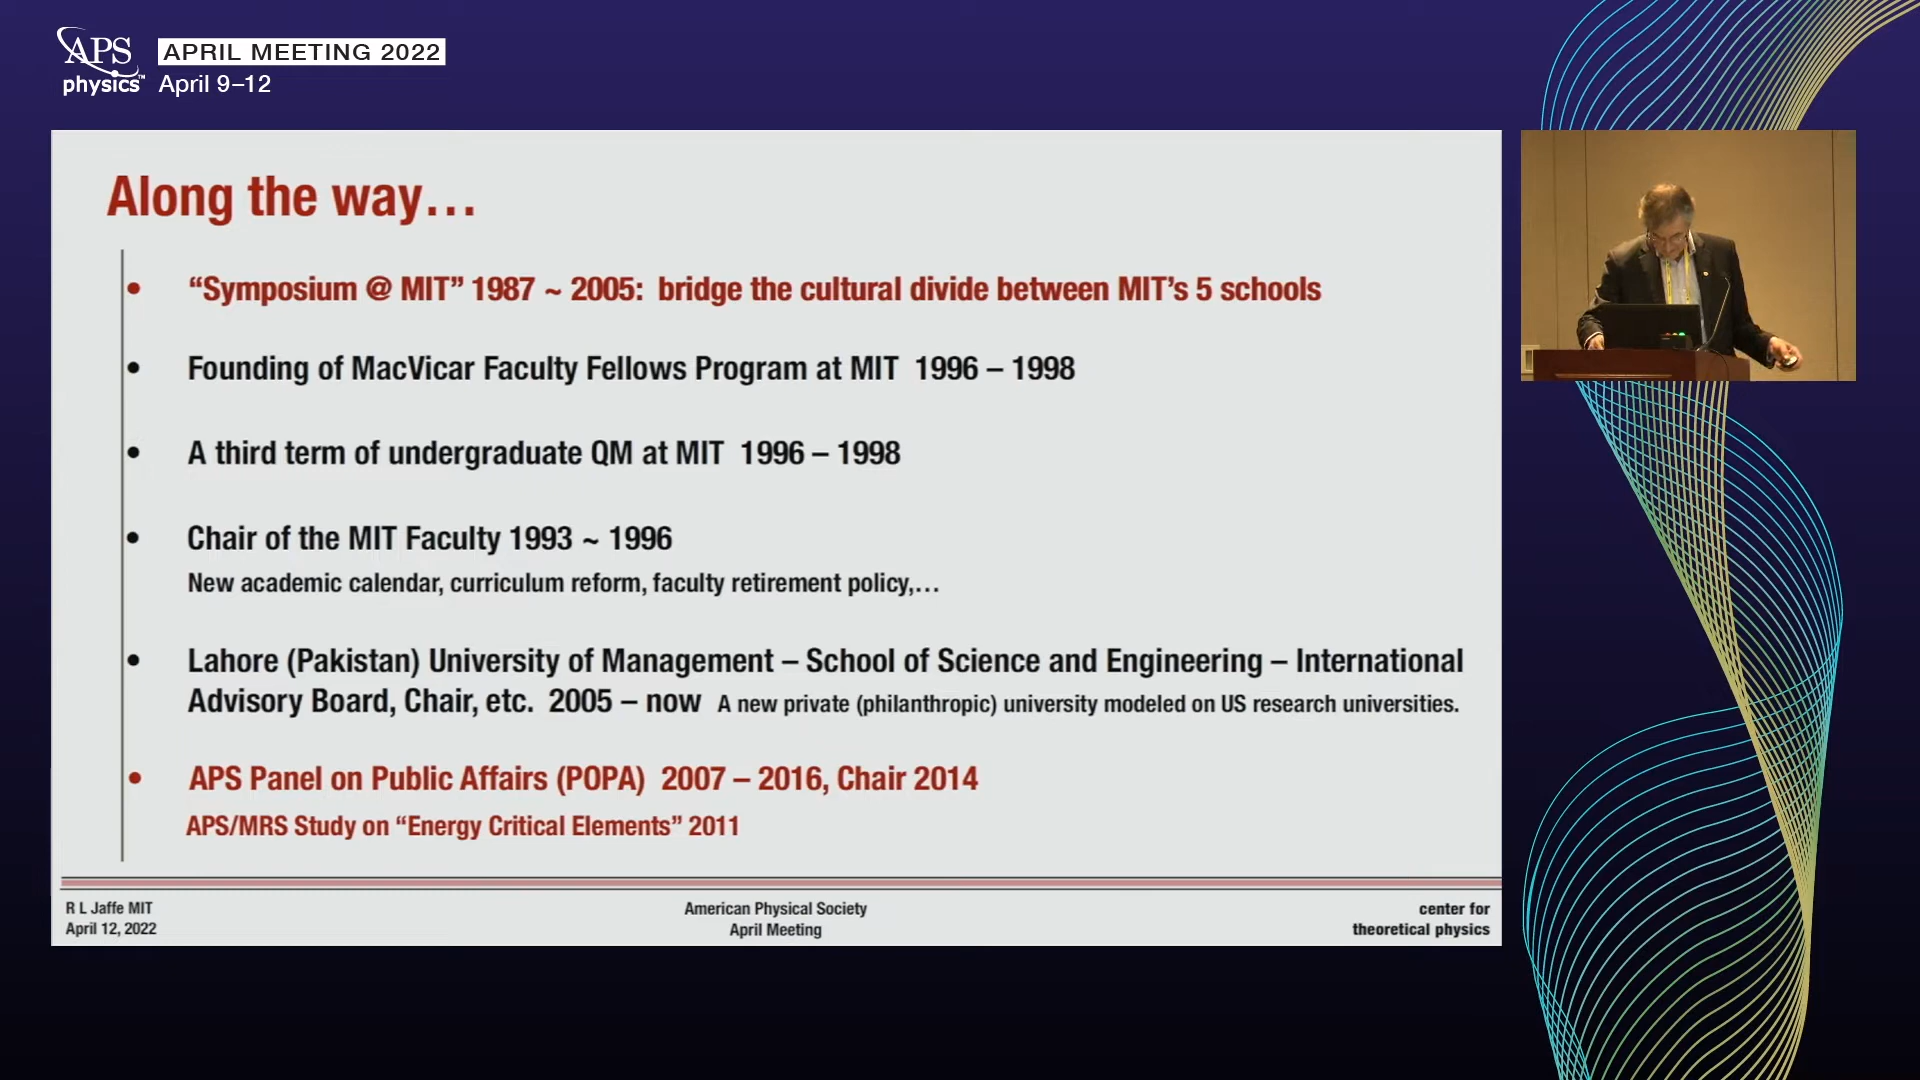 APS
physics™
APRIL MEETING 2022
April 9–12
Along the way…
• “Symposium @ MIT” 1987 ~ 2005: bridge the cultural divide between MIT’s 5 schools
• Founding of MacVicar Faculty Fellows Program at MIT 1996 – 1998
• A third term of undergraduate QM at MIT 1996 – 1998
• Chair of the MIT Faculty 1993 ~ 1996
New academic calendar, curriculum reform, faculty retirement policy,…
• Lahore (Pakistan) University of Management – School of Science and Engineering – International
Advisory Board, Chair, etc. 2005 – now A new private (philanthropic) university modeled on US research universities.
• APS Panel on Public Affairs (POPA) 2007 – 2016, Chair 2014
APS/MRS Study on “Energy Critical Elements” 2011
R L Jaffe MIT
April 12, 2022
American Physical Society
April Meeting
center for
theoretical physics